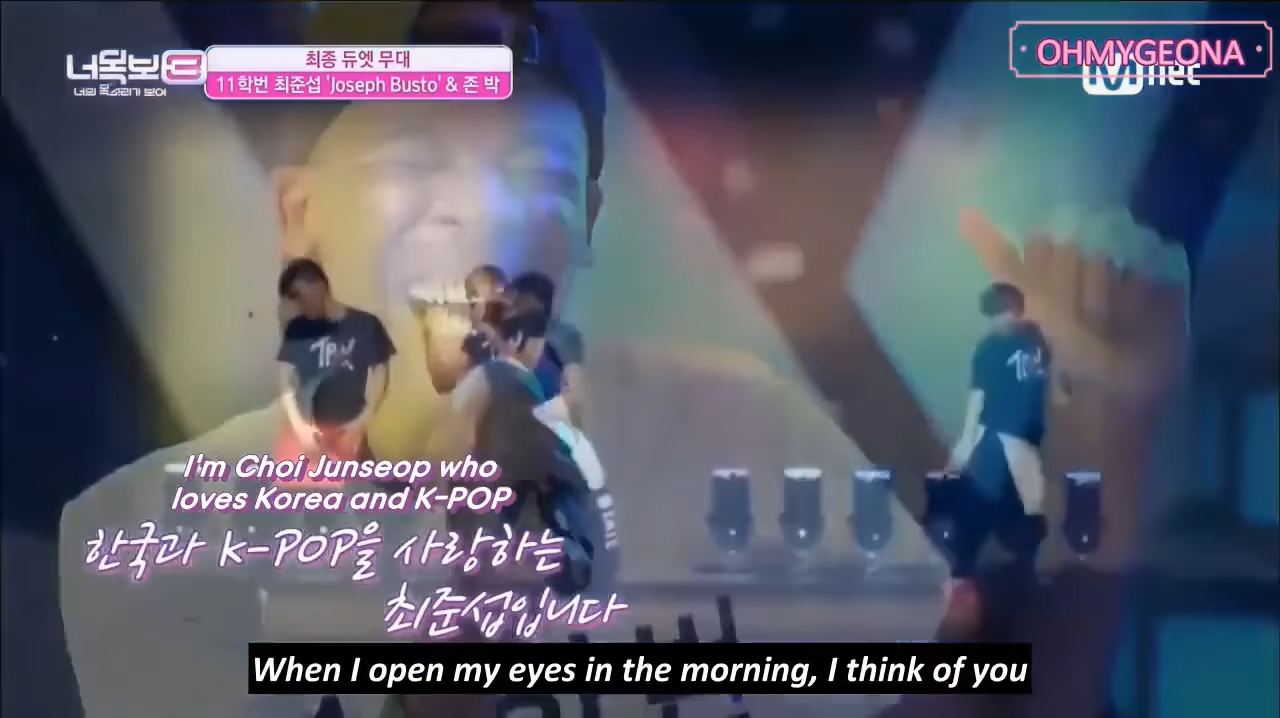 너목보3
너의 목소리가 보여
최종 듀엣 무대
11학번 최준섭 'Joseph Busto' & 존 박
OHMYGEONA
Mnet
I'm Choi Junseop who
loves Korea and K-POP
한국과 K-POP을 사랑하는
최준섭입니다
When I open my eyes in the morning, I think of you